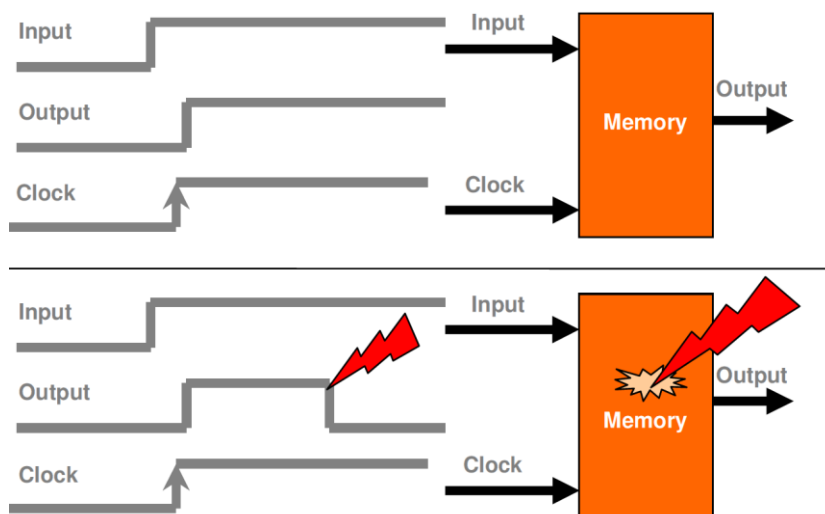 Input
Input
Output
Output
Memory
Clock
Clock
Input
Input
Output
Output
Memory
Clock
Clock